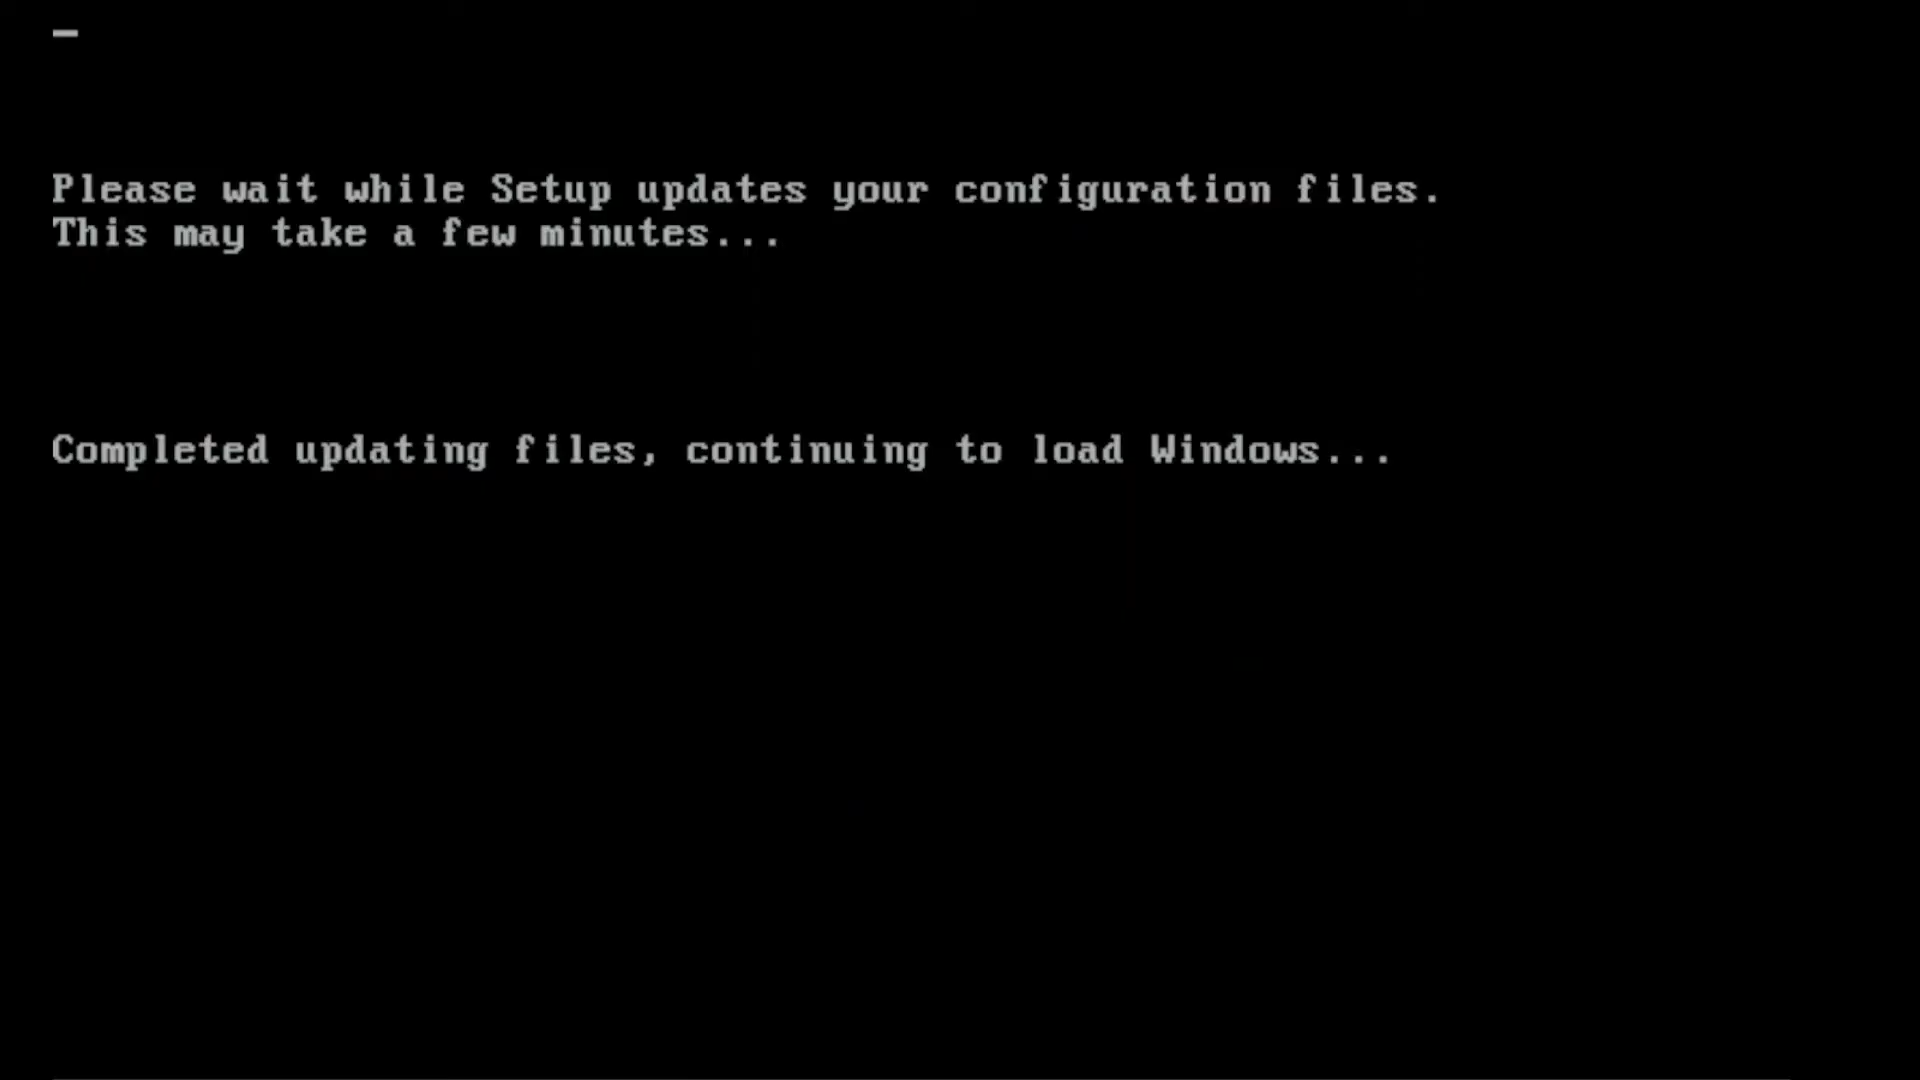 Please wait while Setup updates your configuration files.
This may take a few minutes...
Completed updating files, continuing to load Windows...